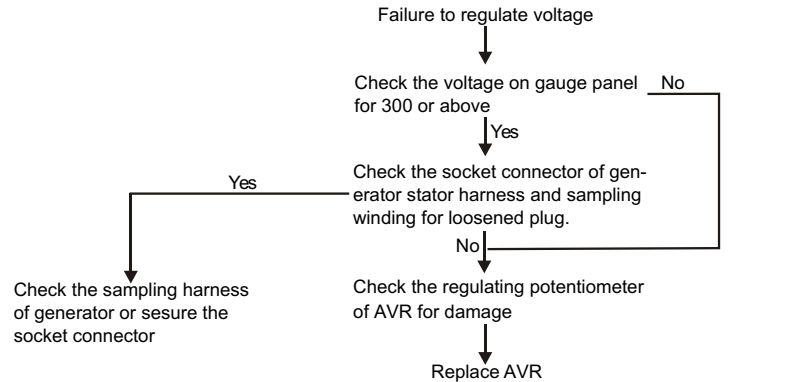 Failure to regulate voltage
Check the voltage on gauge panel
for 300 or above
No
Yes
Check the socket connector of gen-
erator stator harness and sampling
winding for loosened plug.
Yes
No
Check the sampling harness
of generator or sesure the
socket connector
Check the regulating potentiometer
of AVR for damage
Replace AVR